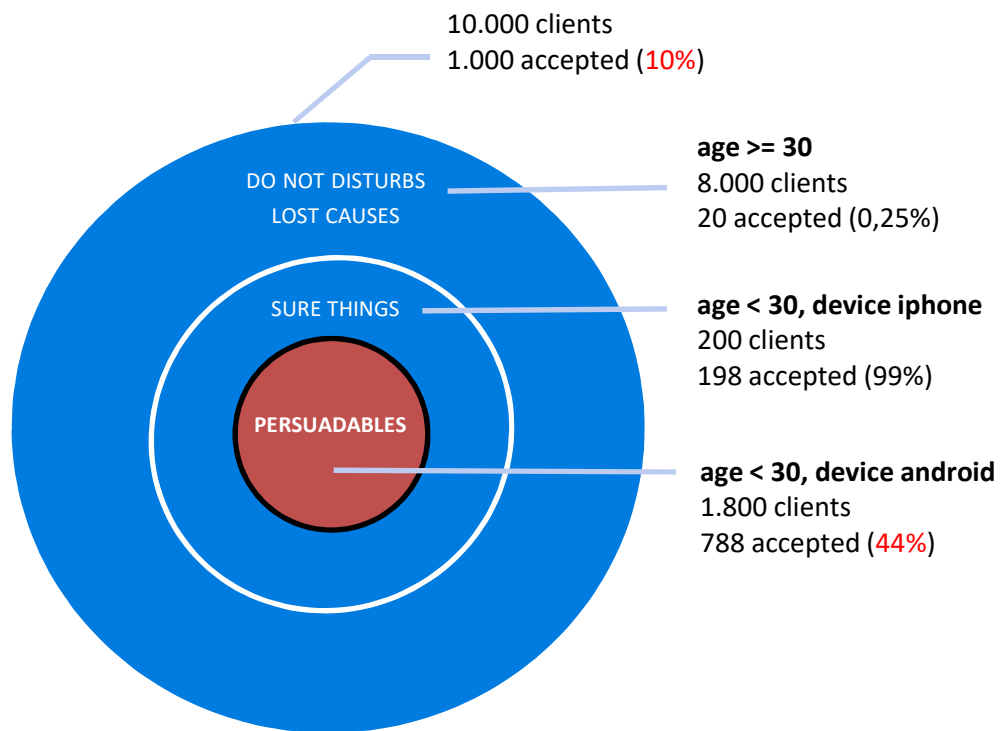 10.000 clients
1.000 accepted (10%)
DO NOT DISTURBS
LOST CAUSES
age >= 30
8.000 clients
20 accepted (0,25%)
SURE THINGS
age < 30, device iphone
200 clients
198 accepted (99%)
PERSUADABLES
age < 30, device android
1.800 clients
788 accepted (44%)